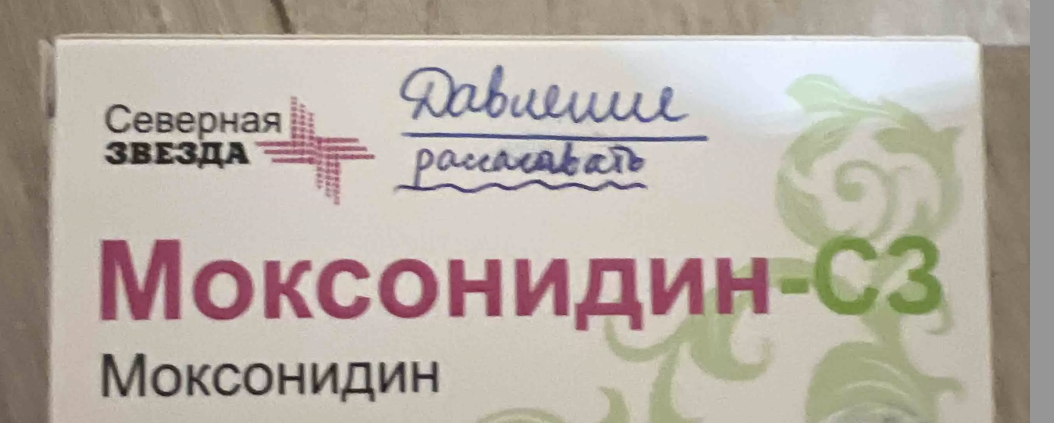 Северная
ЗВЕЗДА
Давление
рассасывать
Моксонидин-СЗ
Моксонидин